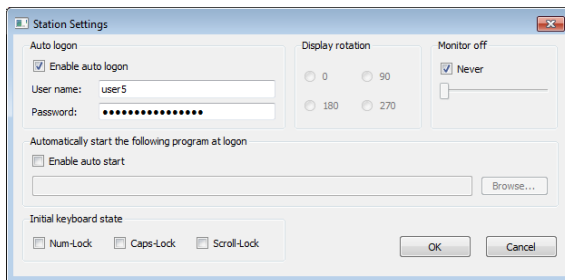 Station Settings
Auto logon
Enable auto logon
User name: user5
Password: ●●●●●●●●●●●●●●●●
Display rotation
0 90
180 270
Monitor off
Never
Automatically start the following program at logon
Enable auto start
Browse...
Initial keyboard state
Num-Lock Caps-Lock Scroll-Lock
OK Cancel